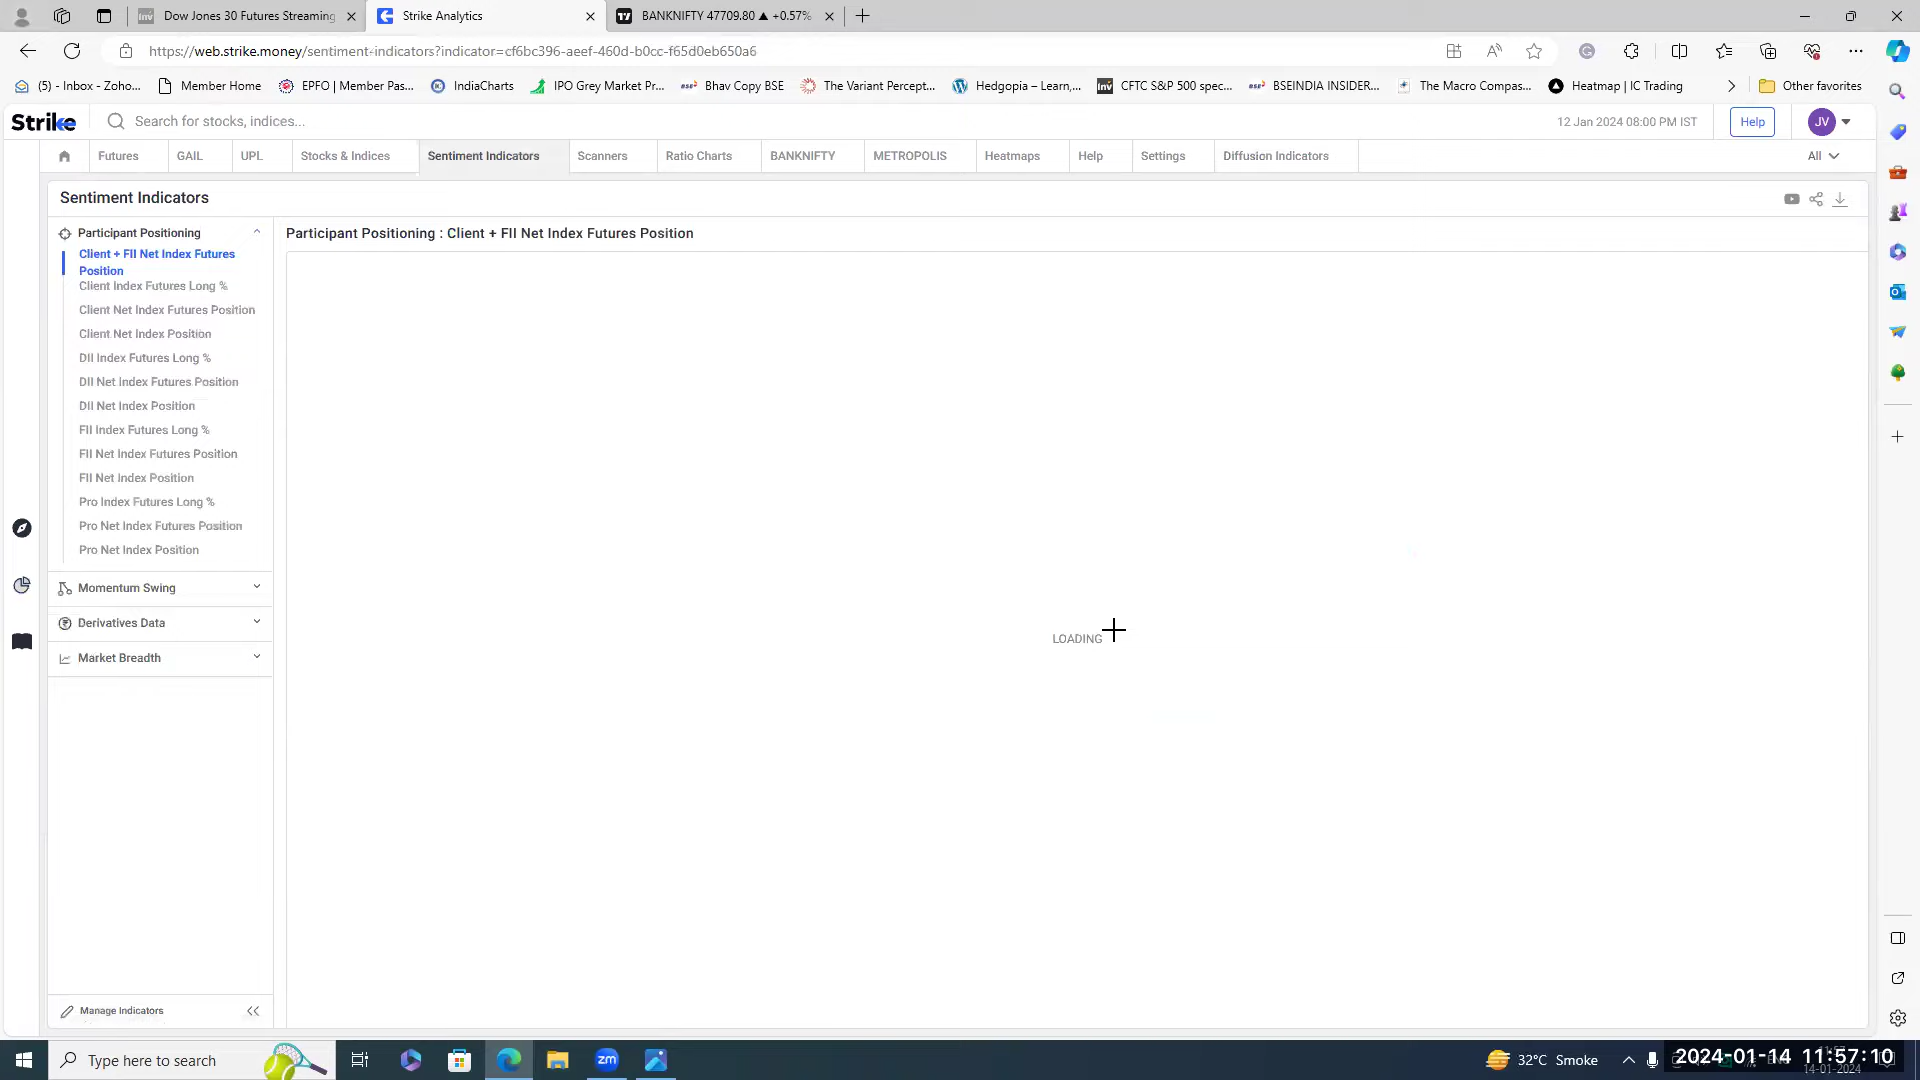 Dow Jones 30 Futures Streaming
Strike Analytics
BANKNIFTY 47709.80 ▲ +0.57%
https://web.strike.money/sentiment-indicators?indicator=cf6bc396-aeef-460d-b0cc-f65d0eb650a6
(5) - Inbox - Zoho...
Member Home
EPFO | Member Pas...
IndiaCharts
IPO Grey Market Pr...
Bhav Copy BSE
The Variant Percept...
Hedgopia – Learn,...
CFTC S&P 500 spec...
BSEINDIA INSIDER...
The Macro Compas...
Heatmap | IC Trading
Other favorites
Strike
Search for stocks, indices...
12 Jan 2024 08:00 PM IST
Help
JV
Futures
GAIL
UPL
Stocks & Indices
Sentiment Indicators
Scanners
Ratio Charts
BANKNIFTY
METROPOLIS
Heatmaps
Help
Settings
Diffusion Indicators
All
Sentiment Indicators
Participant Positioning
Client + FII Net Index Futures
Position
Client Index Futures Long %
Client Net Index Futures Position
Client Net Index Position
DII Index Futures Long %
DII Net Index Futures Position
DII Net Index Position
FII Index Futures Long %
FII Net Index Futures Position
FII Net Index Position
Pro Index Futures Long %
Pro Net Index Futures Position
Pro Net Index Position
Momentum Swing
Derivatives Data
Market Breadth
Manage Indicators
Participant Positioning : Client + FII Net Index Futures Position
LOADING
Type here to search
32°C Smoke
2024-01-14 11:57:10
14-01-2024